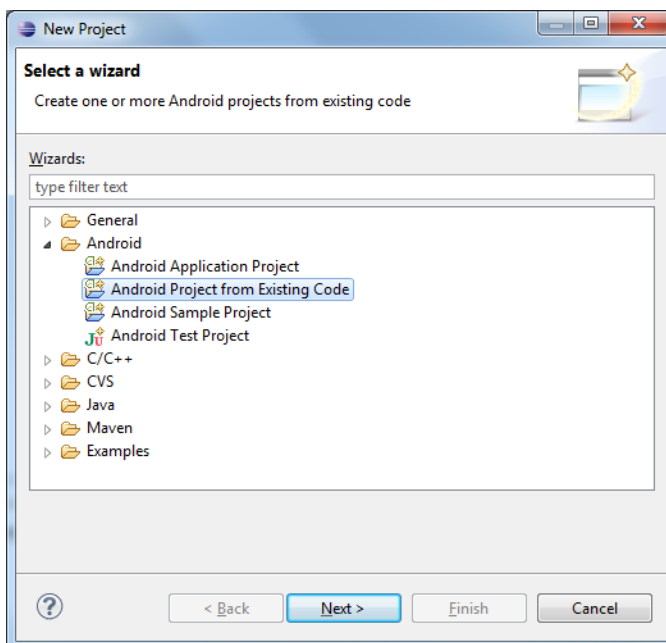 New Project
Select a wizard
Create one or more Android projects from existing code
Wizards:
type filter text
General
Android
Android Application Project
Android Project from Existing Code
Android Sample Project
Android Test Project
C/C++
CVS
Java
Maven
Examples
< Back Next > Finish Cancel